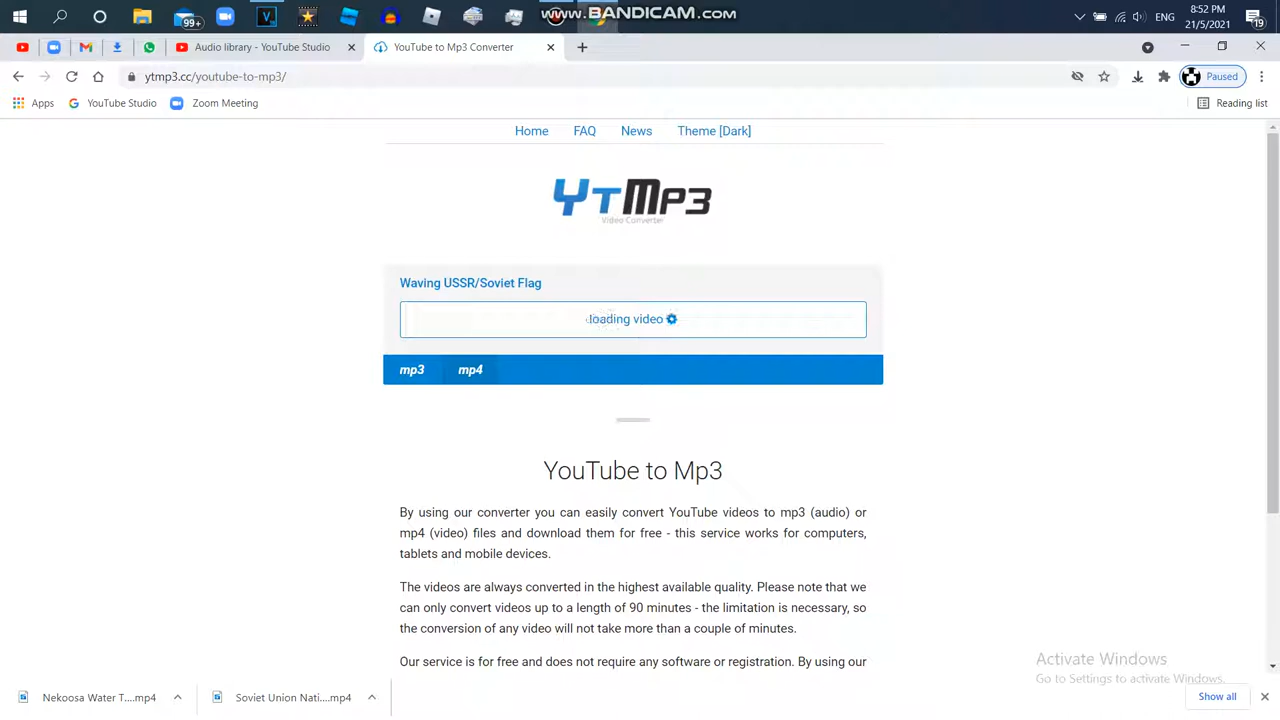 99+
www.BANDICAM.com
ENG
8:52 PM
21/5/2021
19
Audio library - YouTube Studio
YouTube to Mp3 Converter
ytmp3.cc/youtube-to-mp3/
Paused
Apps
YouTube Studio
Zoom Meeting
Reading list
Home FAQ News Theme [Dark]
YTMP3
Video Converter
Waving USSR/Soviet Flag
loading video
mp3 mp4
YouTube to Mp3
By using our converter you can easily convert YouTube videos to mp3 (audio) or
mp4 (video) files and download them for free - this service works for computers,
tablets and mobile devices.
The videos are always converted in the highest available quality. Please note that we
can only convert videos up to a length of 90 minutes - the limitation is necessary, so
the conversion of any video will not take more than a couple of minutes.
Our service is for free and does not require any software or registration. By using our
Activate Windows
Go to Settings to activate Windows.
Nekoosa Water T....mp4
Soviet Union Nati....mp4
Show all